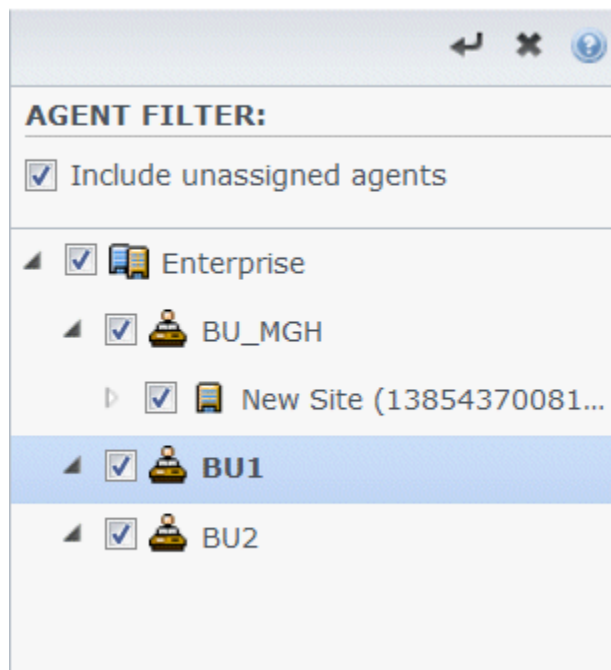 AGENT FILTER:
Include unassigned agents
Enterprise
BU_MGH
New Site (13854370081...
BU1
BU2